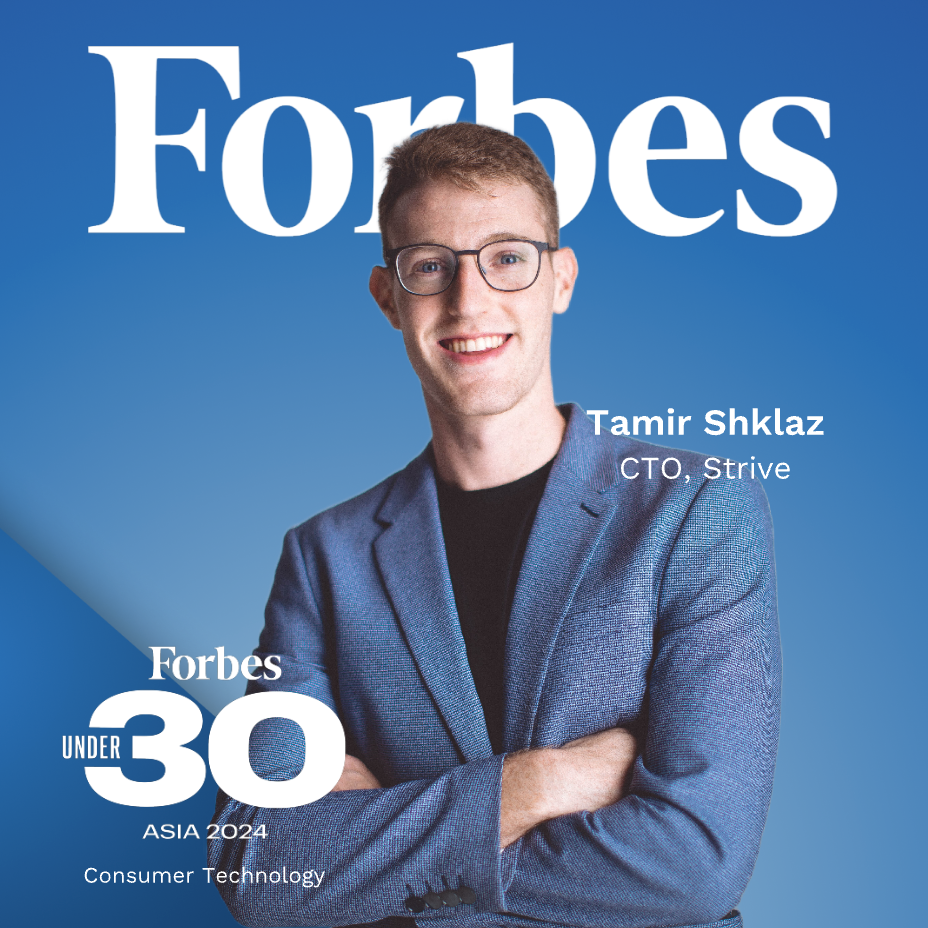 Forbes
Tamir Shklaz
CTO, Strive
Forbes
UNDER 30
ASIA 2024
Consumer Technology